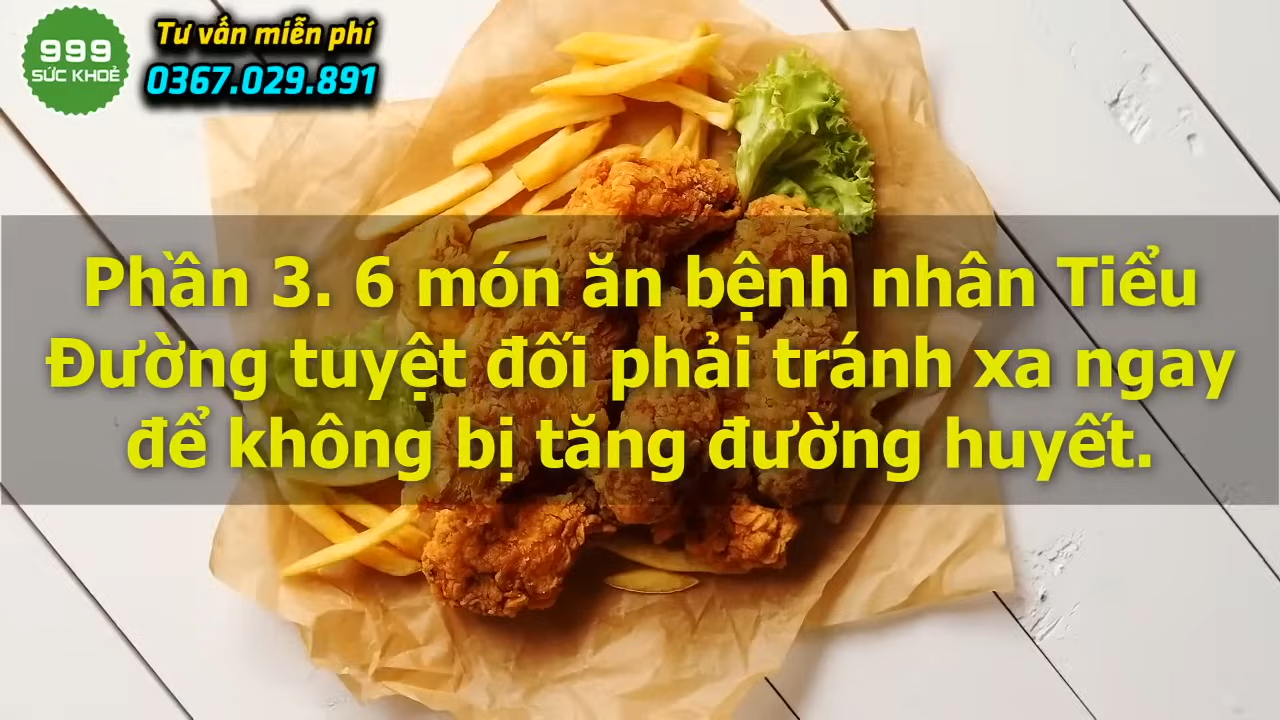 999
SỨC KHOẺ
Tư vấn miễn phí
0367.029.891
Phần 3. 6 món ăn bệnh nhân Tiểu
Đường tuyệt đối phải tránh xa ngay
để không bị tăng đường huyết.